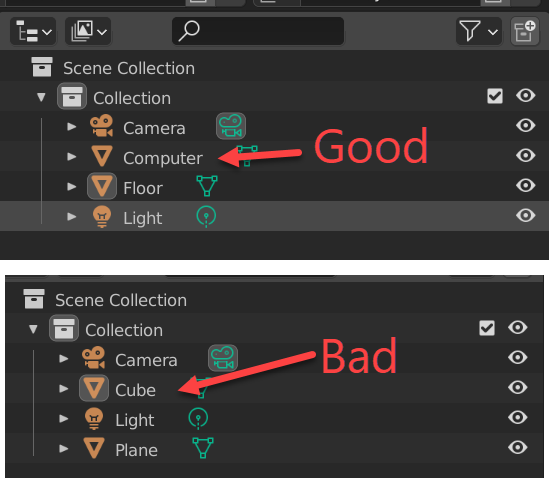 Scene Collection
Collection
Camera
Computer
Good
Floor
Light
Scene Collection
Collection
Camera
Bad
Cube
Light
Plane